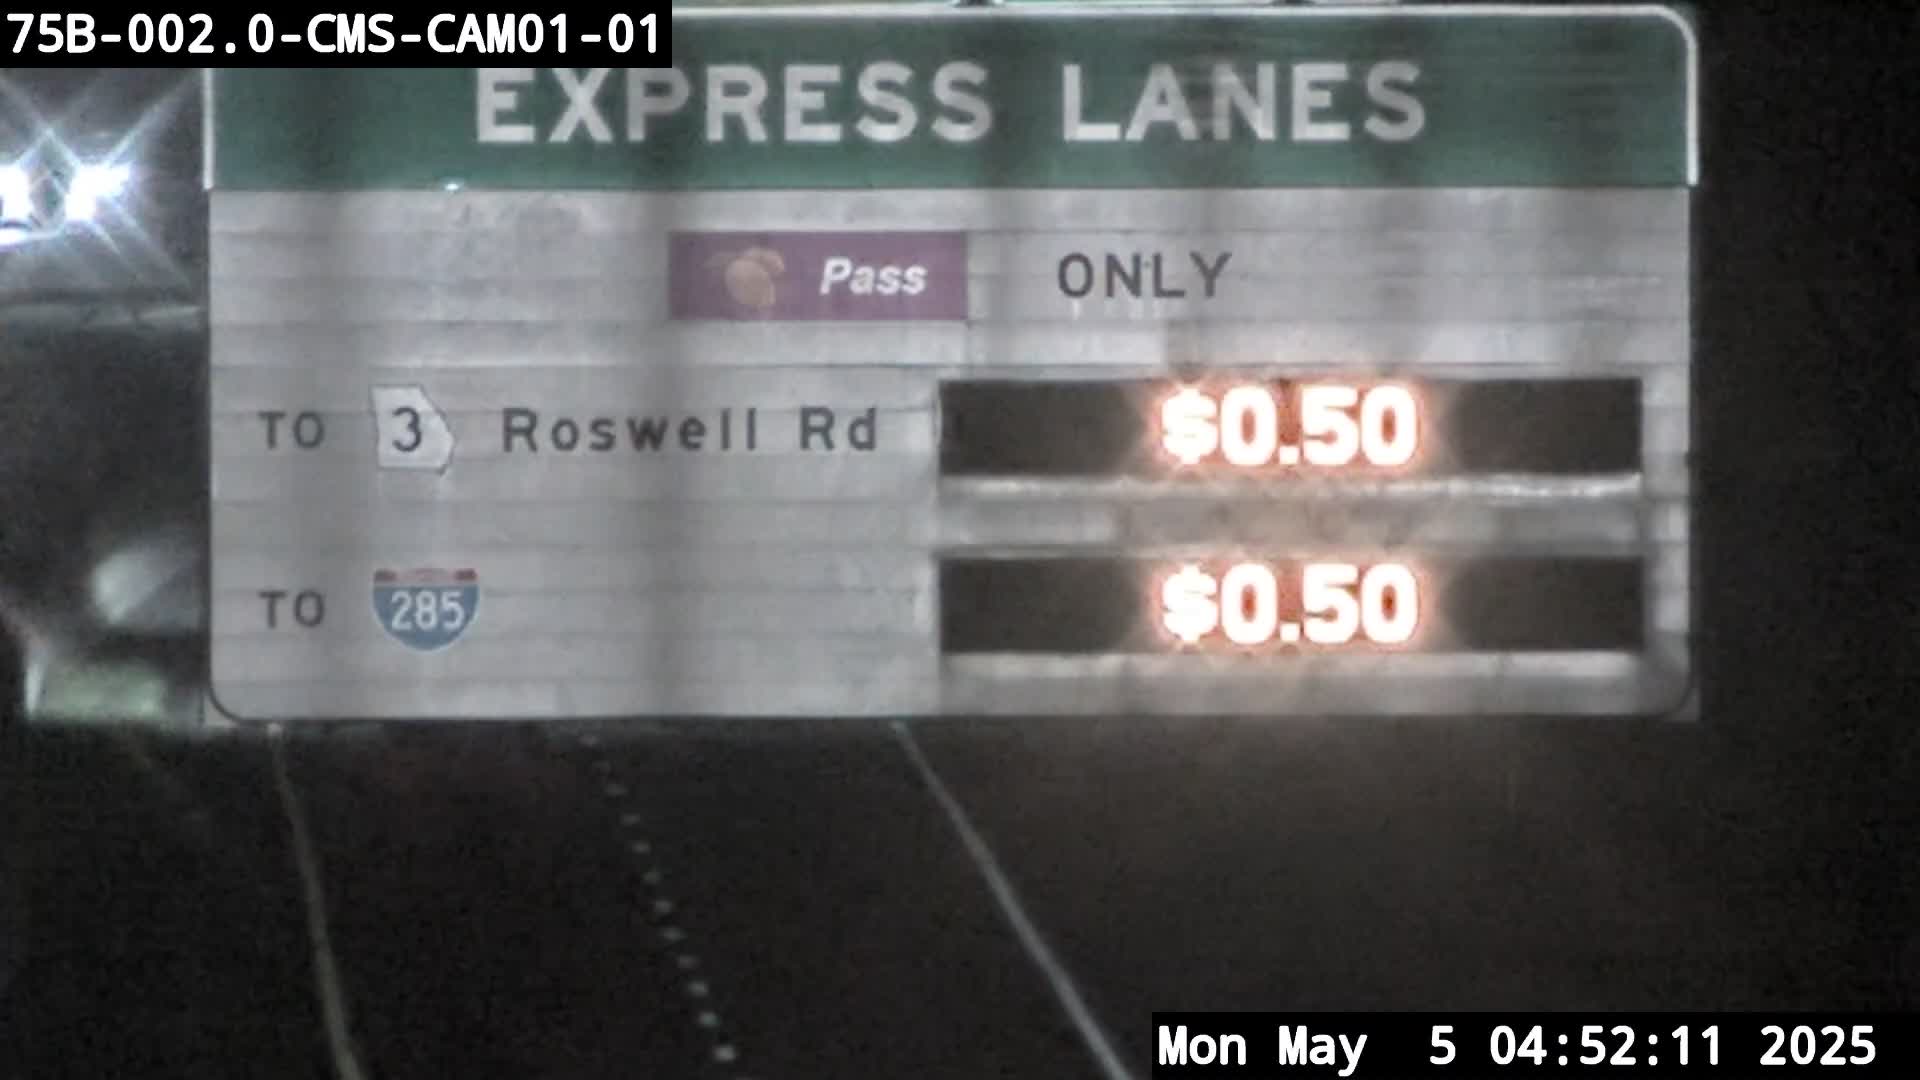 75B-002.0-CMS-CAM01-01
EXPRESS LANES
Pass ONLY
TO 3 Roswell Rd $0.50
TO 285 $0.50
Mon May 5 04:52:11 2025